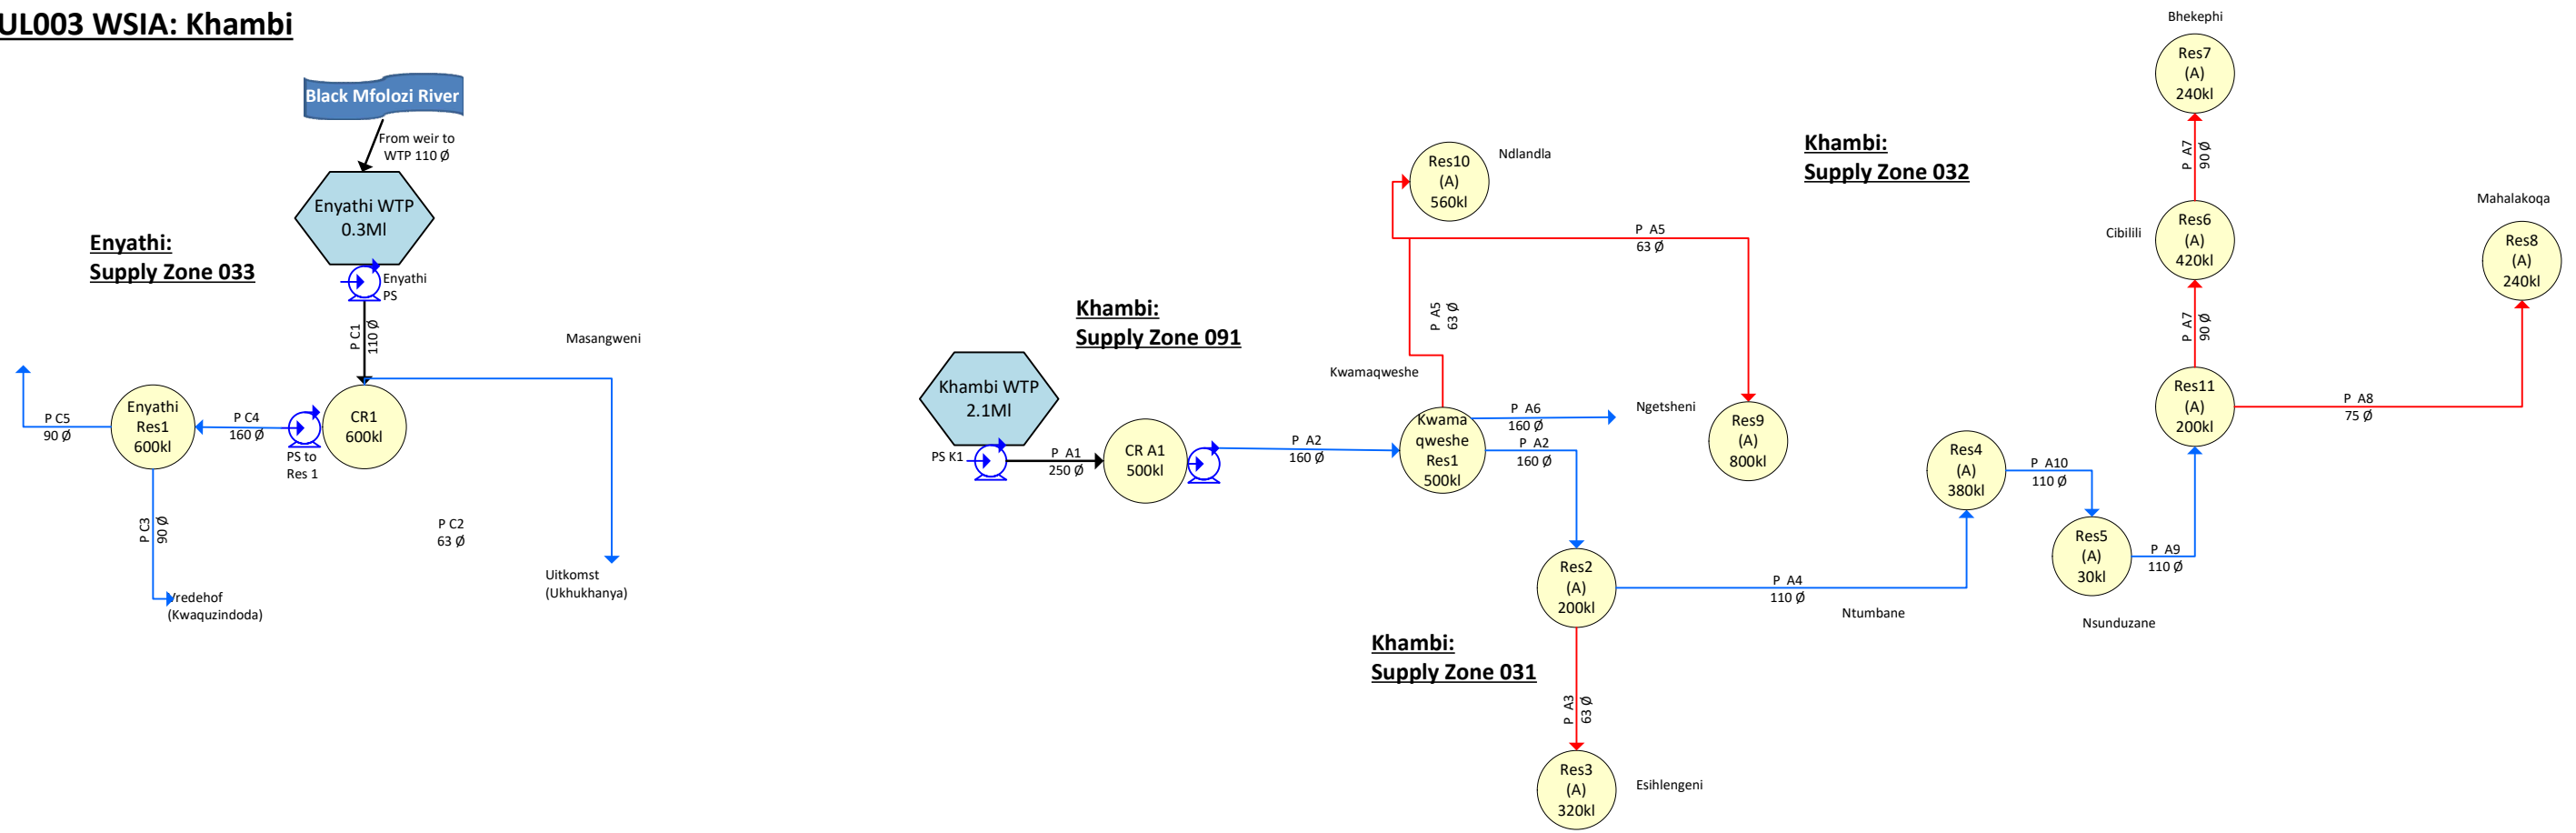 UL003 WSIA: Khambi
Black Mfolozi River
From weir to
WTP 110 Ø
Enyathi WTP
0.3Ml
Enyathi:
Supply Zone 033
Enyathi
PS
P C1
110 Ø
Masangweni
P C5
90 Ø
Enyathi
Res1
600kl
P C4
160 Ø
PS to
Res 1
CR1
600kl
P C3
90 Ø
P C2
63 Ø
Vredehof
(Kwaquzindoda)
Uitkomst
(Ukhukhanya)
Khambi:
Supply Zone 091
Khambi WTP
2.1Ml
PS K1
P A1
250 Ø
CR A1
500kl
P A2
160 Ø
Kwamaqweshe
Kwama
qweshe
Res1
500kl
P A5
63 Ø
Res10
(A)
560kl
Ndlandla
P A5
63 Ø
Res9
(A)
800kl
P A6
160 Ø
Ngetsheni
P A2
160 Ø
Res2
(A)
200kl
Khambi:
Supply Zone 031
P A3
63 Ø
Res3
(A)
320kl
Esihlengeni
P A4
110 Ø
Ntumbane
Khambi:
Supply Zone 032
Res4
(A)
380kl
P A10
110 Ø
Res5
(A)
30kl
Nsunduzane
P A9
110 Ø
Res11
(A)
200kl
P A7
90 Ø
Cibilili
Res6
(A)
420kl
P A7
90 Ø
Bhekephi
Res7
(A)
240kl
P A8
75 Ø
Mahalakoqa
Res8
(A)
240kl